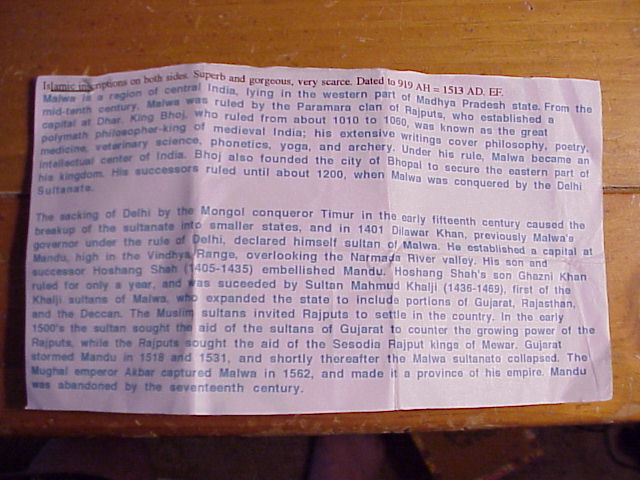 Islamic inscriptions on both sides. Superb and gorgeous, very scarce. Dated to 919 AH = 1513 AD. EF.
Malwa is a region of central India, lying in the western part of Madhya Pradesh state. From the
mid-tenth century, Malwa was ruled by the Paramara clan of Rajputs, who established a
capital at Dhar. King Bhoj, who ruled from about 1010 to 1060, was known as the great
polymath philosopher-king of medieval India; his extensive writings cover philosophy, poetry,
medicine, veterinary science, phonetics, yoga, and archery. Under his rule, Malwa became an
intellectual center of India. Bhoj also founded the city of Bhopal to secure the eastern part of
his kingdom. His successors ruled until about 1200, when Malwa was conquered by the Delhi
Sultanate.
The sacking of Delhi by the Mongol conqueror Timur in the early fifteenth century caused the
breakup of the sultanate into smaller states, and in 1401 Dilawar Khan, previously Malwa's
governor under the rule of Delhi, declared himself sultan of Malwa. He established a capital at
Mandu, high in the Vindhya Range, overlooking the Narmada River valley. His son and
successor Hoshang Shah (1405-1435) embellished Mandu. Hoshang Shah's son Ghazni Khan
ruled for only a year, and was suceeded by Sultan Mahmud Khalji (1436-1469), first of the
Khalji sultans of Malwa, who expanded the state to include portions of Gujarat, Rajasthan,
and the Deccan. The Muslim sultans invited Rajputs to settle in the country. In the early
1500's the sultan sought the aid of the sultans of Gujarat to counter the growing power of the
Rajputs, while the Rajputs sought the aid of the Sesodia Rajput kings of Mewar. Gujarat
stormed Mandu in 1518 and 1531, and shortly thereafter the Malwa sultanato collapsed. The
Mughal emperor Akbar captured Malwa in 1562, and made it a province of his empire. Mandu
was abandoned by the seventeenth century.